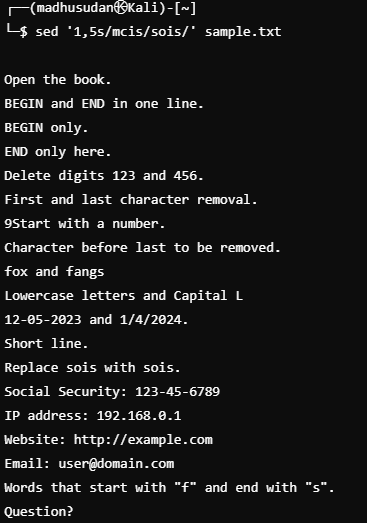 ┌──(madhusudan㉿Kali)-[~]
└─$ sed '1,5s/mcis/sois/' sample.txt
Open the book.
BEGIN and END in one line.
BEGIN only.
END only here.
Delete digits 123 and 456.
First and last character removal.
9Start with a number.
Character before last to be removed.
fox and fangs
Lowercase letters and Capital L
12-05-2023 and 1/4/2024.
Short line.
Replace sois with sois.
Social Security: 123-45-6789
IP address: 192.168.0.1
Website: http://example.com
Email: user@domain.com
Words that start with "f" and end with "s".
Question?